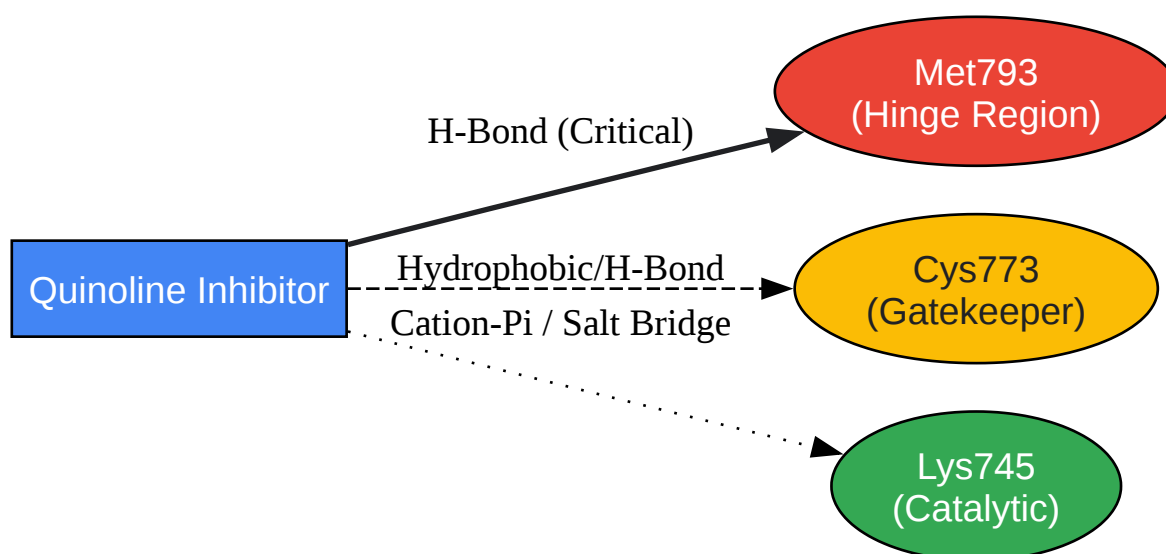 Met793
(Hinge Region)
H-Bond (Critical)
Quinoline Inhibitor
Hydrophobic/H-Bond
Cys773
(Gatekeeper)
Cation-Pi / Salt Bridge
Lys745
(Catalytic)